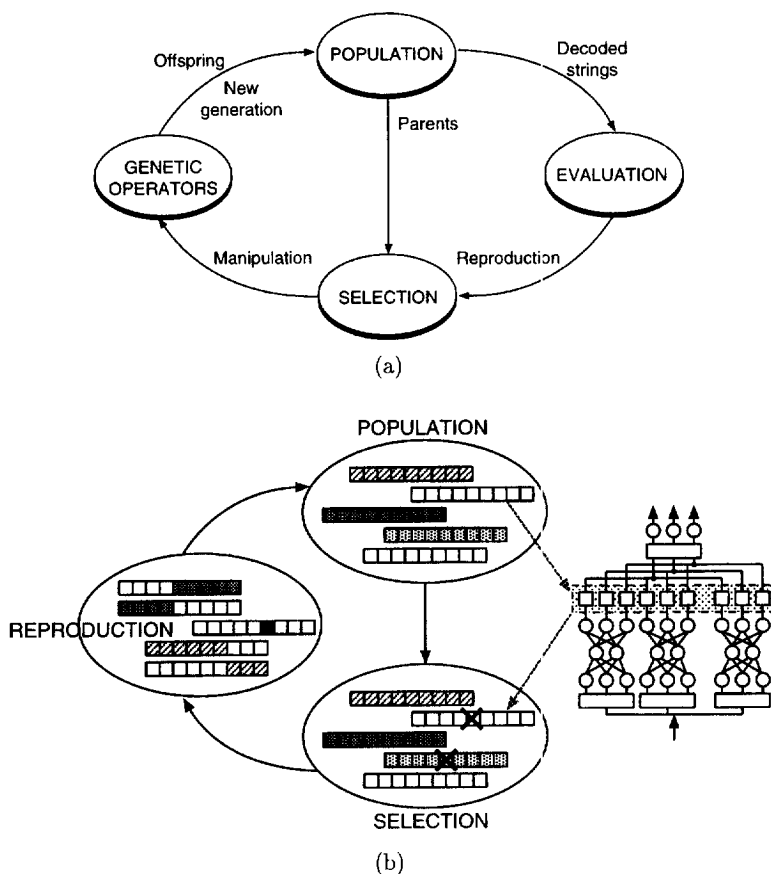 POPULATION
Offspring
Decoded
strings
New
generation
Parents
GENETIC
OPERATORS
EVALUATION
Manipulation
Reproduction
SELECTION
(a)
POPULATION
REPRODUCTION
SELECTION
(b)